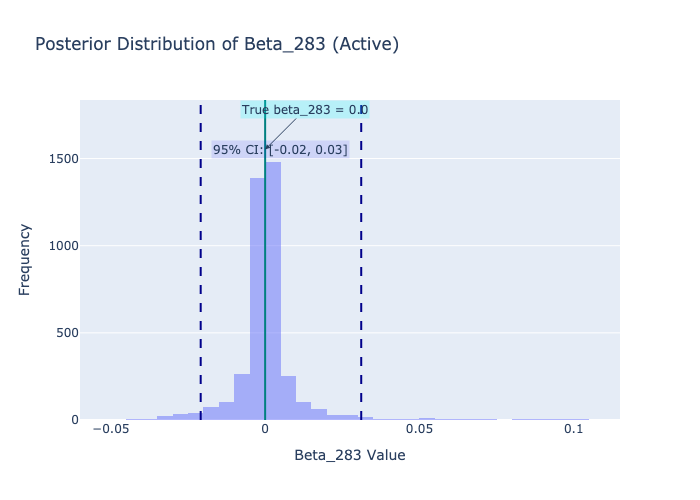 Posterior Distribution of Beta_283 (Active)
True beta_283 = 0.0
95% CI: [-0.02, 0.03]
1500
1000
500
0
Frequency
−0.05
0
0.05
0.1
Beta_283 Value